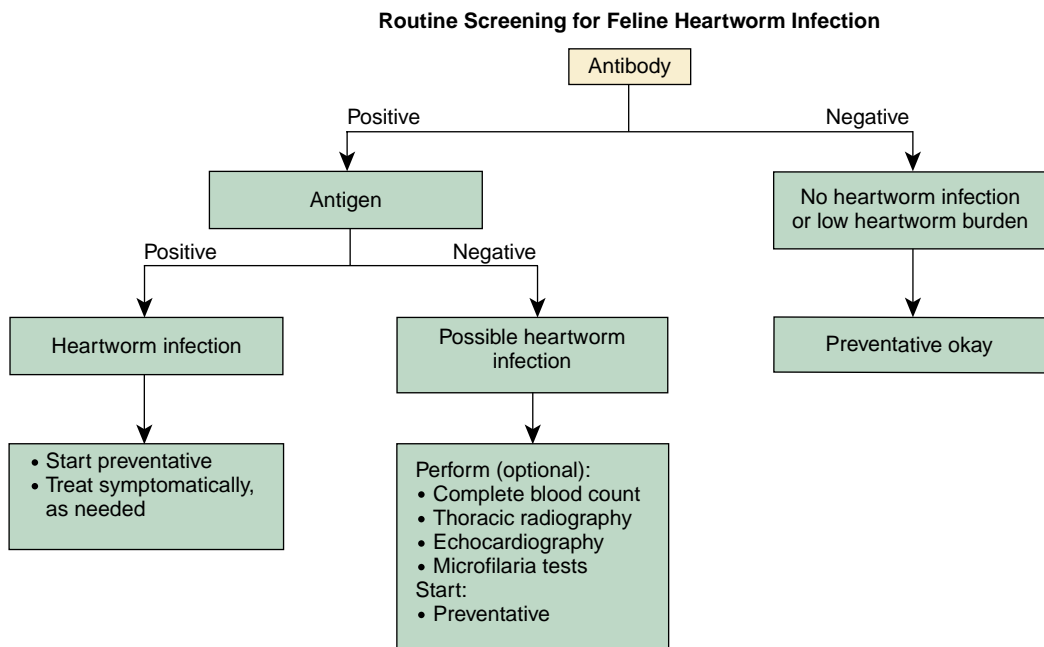 Routine Screening for Feline Heartworm Infection
Antibody
Positive
Negative
Antigen
No heartworm infection
or low heartworm burden
Positive
Negative
Heartworm infection
Possible heartworm
infection
Preventative okay
• Start preventative
• Treat symptomatically,
as needed
Perform (optional):
• Complete blood count
• Thoracic radiography
• Echocardiography
• Microfilaria tests
Start:
• Preventative